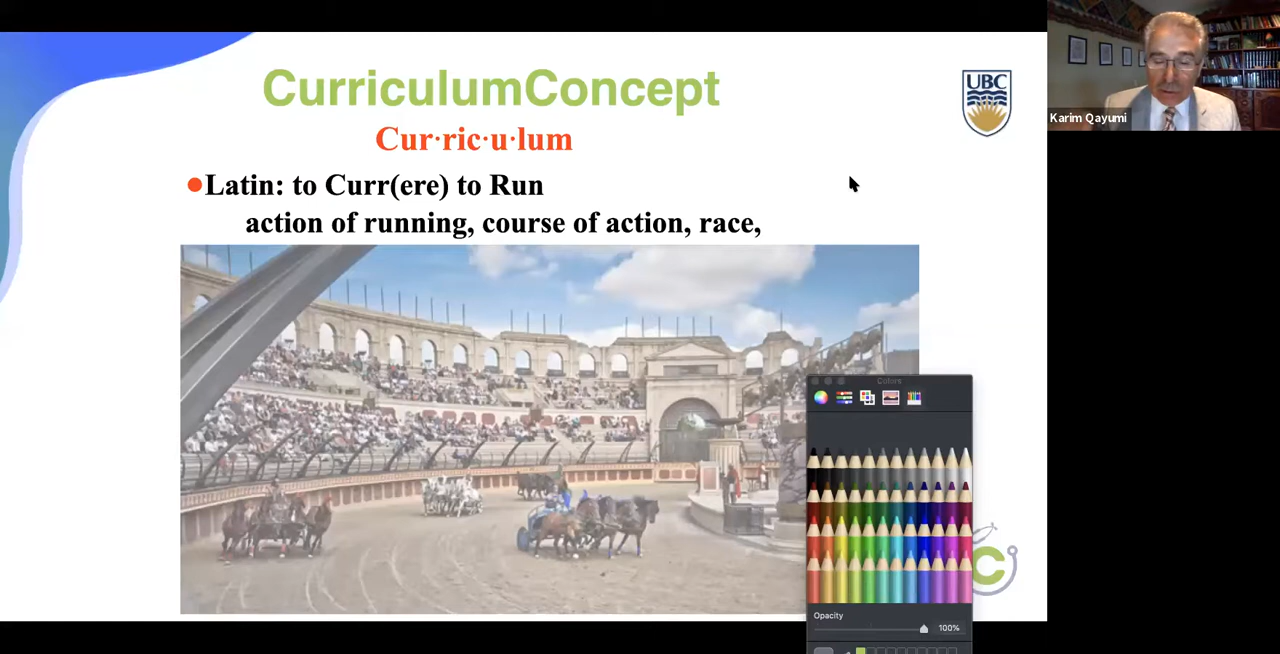 CurriculumConcept
Cur·ric·u·lum
Latin: to Curr(ere) to Run
action of running, course of action, race,
UBC
Karim Qayumi
Colors
C
Opacity
100%